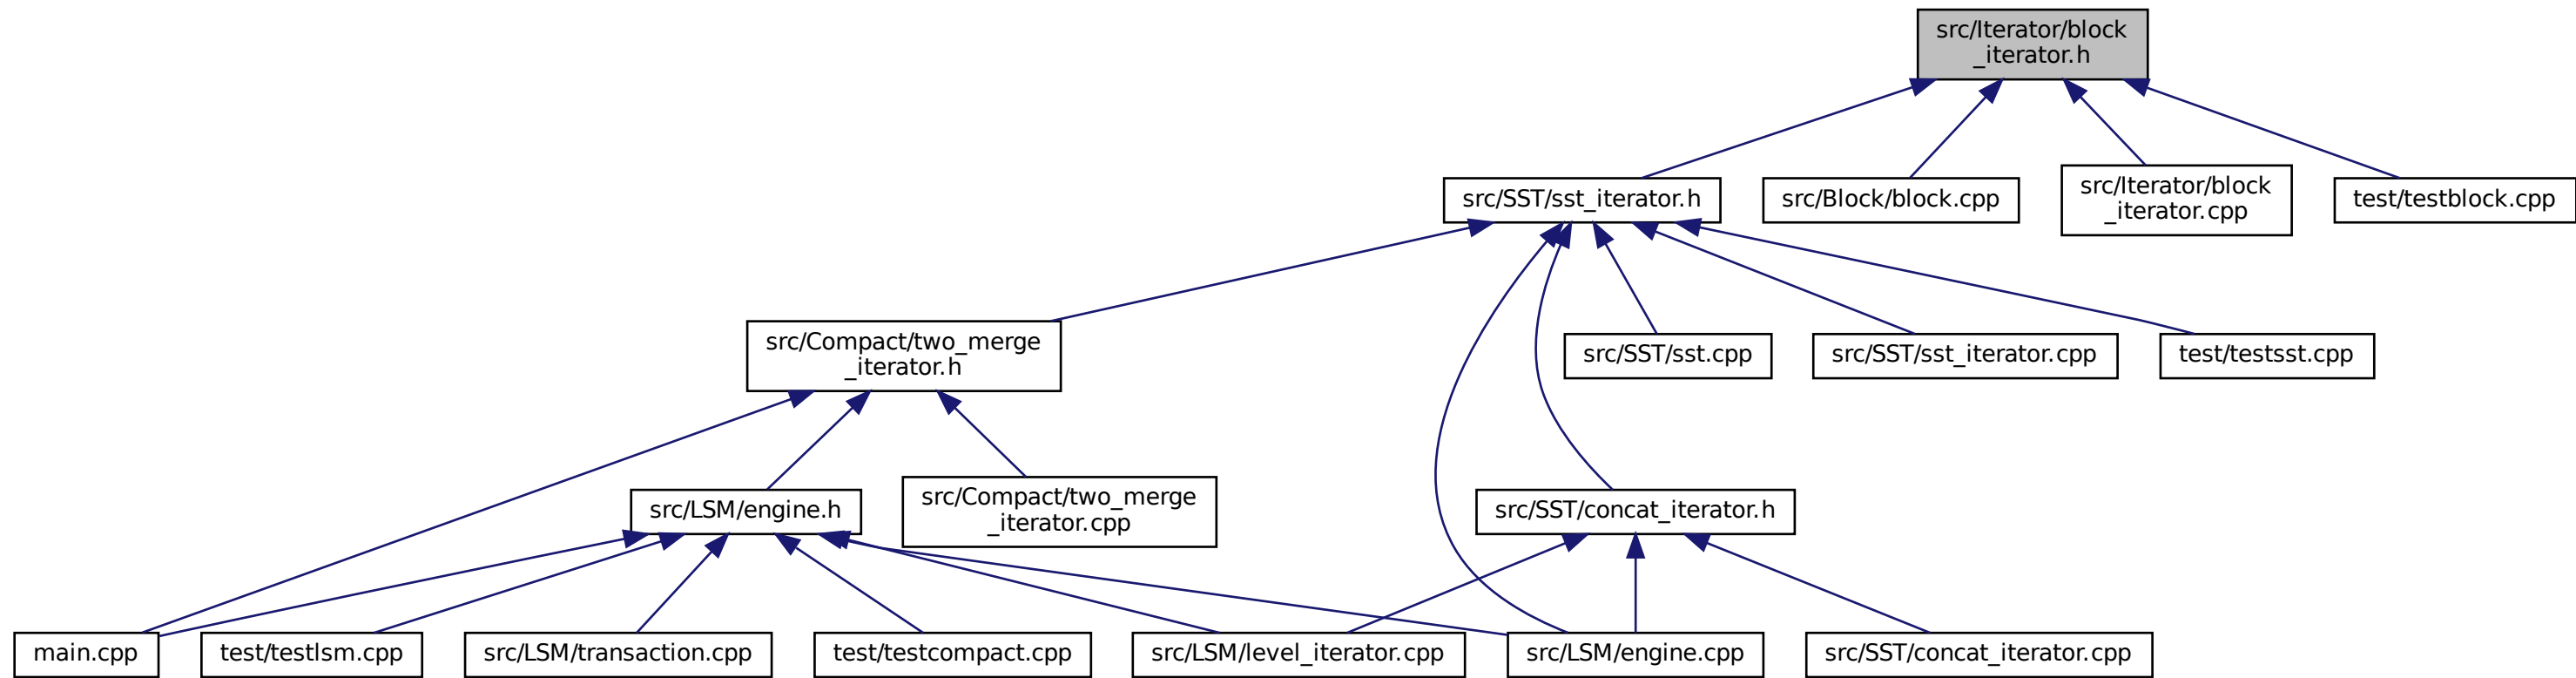 src/Iterator/block
_iterator.h
src/SST/sst_iterator.h
src/Block/block.cpp
src/Iterator/block
_iterator.cpp
test/testblock.cpp
src/Compact/two_merge
_iterator.h
src/SST/sst.cpp
src/SST/sst_iterator.cpp
test/testsst.cpp
src/LSM/engine.h
src/Compact/two_merge
_iterator.cpp
src/SST/concat_iterator.h
main.cpp
test/testlsm.cpp
src/LSM/transaction.cpp
test/testcompact.cpp
src/LSM/level_iterator.cpp
src/LSM/engine.cpp
src/SST/concat_iterator.cpp